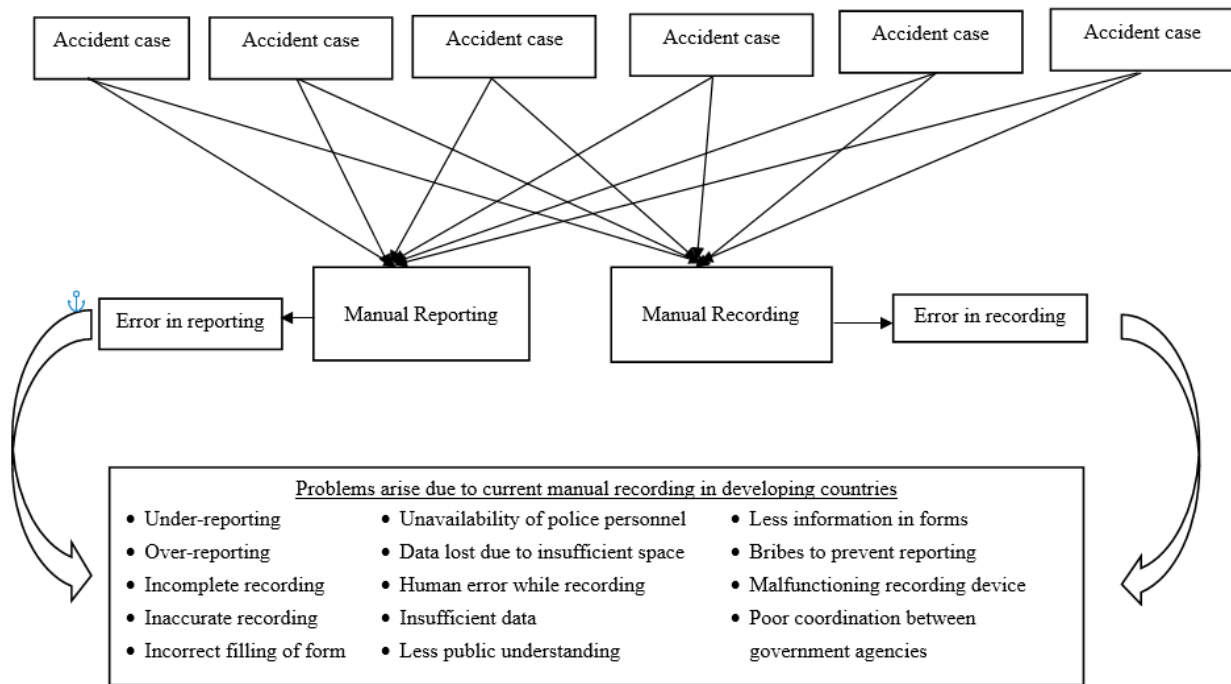 Accident case
Accident case
Accident case
Accident case
Accident case
Accident case
Manual Reporting
Manual Recording
Error in reporting
Error in recording
Problems arise due to current manual recording in developing countries
• Under-reporting
• Over-reporting
• Incomplete recording
• Inaccurate recording
• Incorrect filling of form
• Unavailability of police personnel
• Data lost due to insufficient space
• Human error while recording
• Insufficient data
• Less public understanding
• Less information in forms
• Bribes to prevent reporting
• Malfunctioning recording device
• Poor coordination between
government agencies